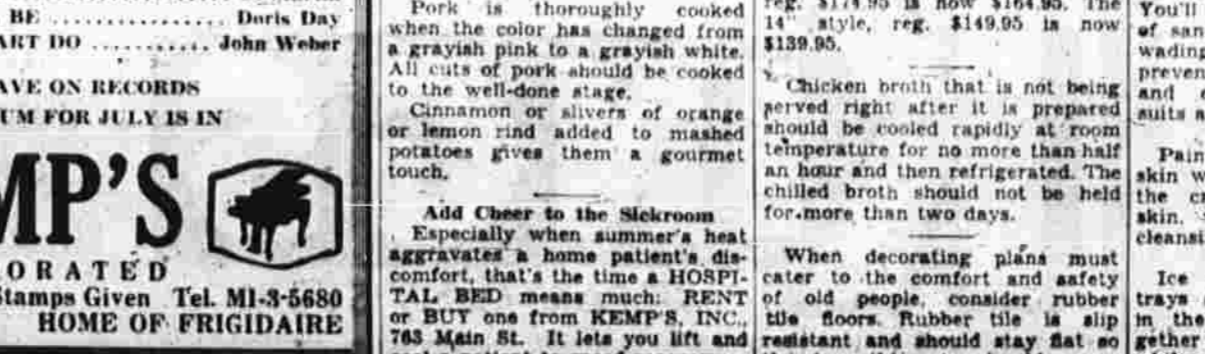 BE ................ Doris Day
ART DO ............ John Weber
AVE ON RECORDS
UM FOR JULY IS IN
MP'S
ORATED
Stamps Given Tel. MI-3-5680
HOME OF FRIGIDAIRE
Pork is thoroughly cooked
when the color has changed from
a grayish pink to a grayish white.
All cuts of pork should be cooked
to the well-done stage.
Cinnamon or slivers of orange
or lemon rind added to mashed
potatoes gives them a gourmet
touch.
Add Cheer to the Sickroom
Especially when summer's heat
aggravates a home patient's dis-
comfort, that's the time a HOSPI-
TAL BED means much: RENT
or BUY one from KEMP'S, INC.,
763 Main St. It lets you lift and
reg. $174.95 is now $164.95. The
14" style, reg. $149.95 is now
$139.95.
Chicken broth that is not being
served right after it is prepared
should be cooled rapidly at room
temperature for no more than half
an hour and then refrigerated. The
chilled broth should not be held
for more than two days.
When decorating plans must
cater to the comfort and safety
of old people, consider rubber
tile floors. Rubber tile is slip
resistant and should stay flat so
You'll
of san
wading
preven
and
suits a
Pain
skin w
the c
skin.
cleansi
Ice
trays
in the
gether